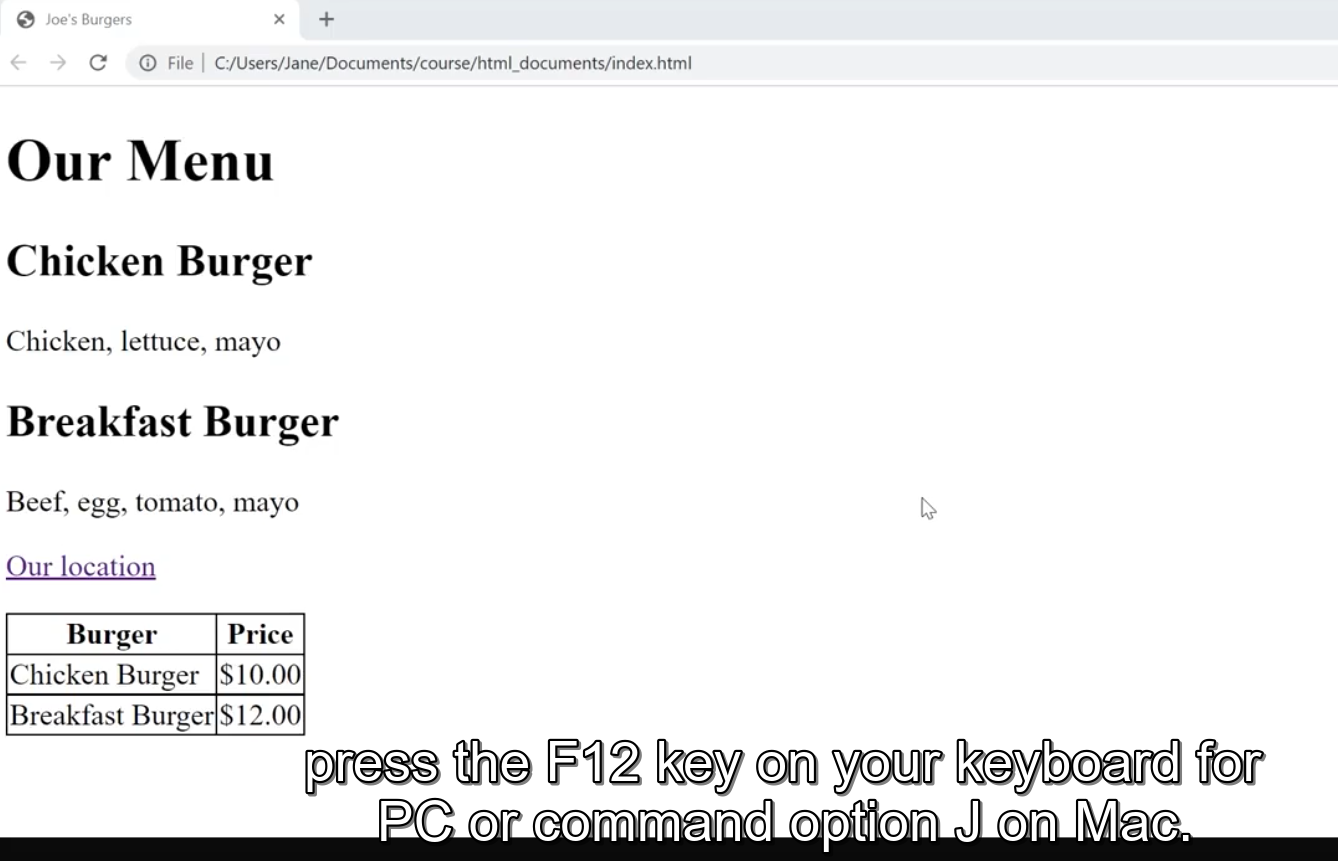 Joe's Burgers
File | C:/Users/Jane/Documents/course/html_documents/index.html
Our Menu
Chicken Burger
Chicken, lettuce, mayo
Breakfast Burger
Beef, egg, tomato, mayo
Our location
Burger Price
Chicken Burger $10.00
Breakfast Burger $12.00
press the F12 key on your keyboard for
PC or command option J on Mac.